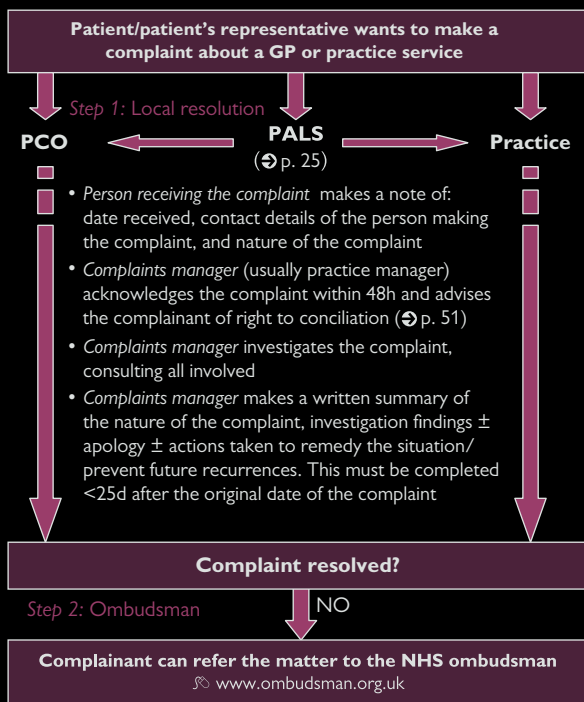 Patient/patient's representative wants to make a
complaint about a GP or practice service
Step 1: Local resolution
PCO
PALS
(➲ p. 25)
Practice
• Person receiving the complaint makes a note of:
date received, contact details of the person making
the complaint, and nature of the complaint
• Complaints manager (usually practice manager)
acknowledges the complaint within 48h and advises
the complainant of right to conciliation (➲ p. 51)
• Complaints manager investigates the complaint,
consulting all involved
• Complaints manager makes a written summary of
the nature of the complaint, investigation findings ±
apology ± actions taken to remedy the situation/
prevent future recurrences. This must be completed
<25d after the original date of the complaint
Complaint resolved?
Step 2: Ombudsman
NO
Complainant can refer the matter to the NHS ombudsman
www.ombudsman.org.uk